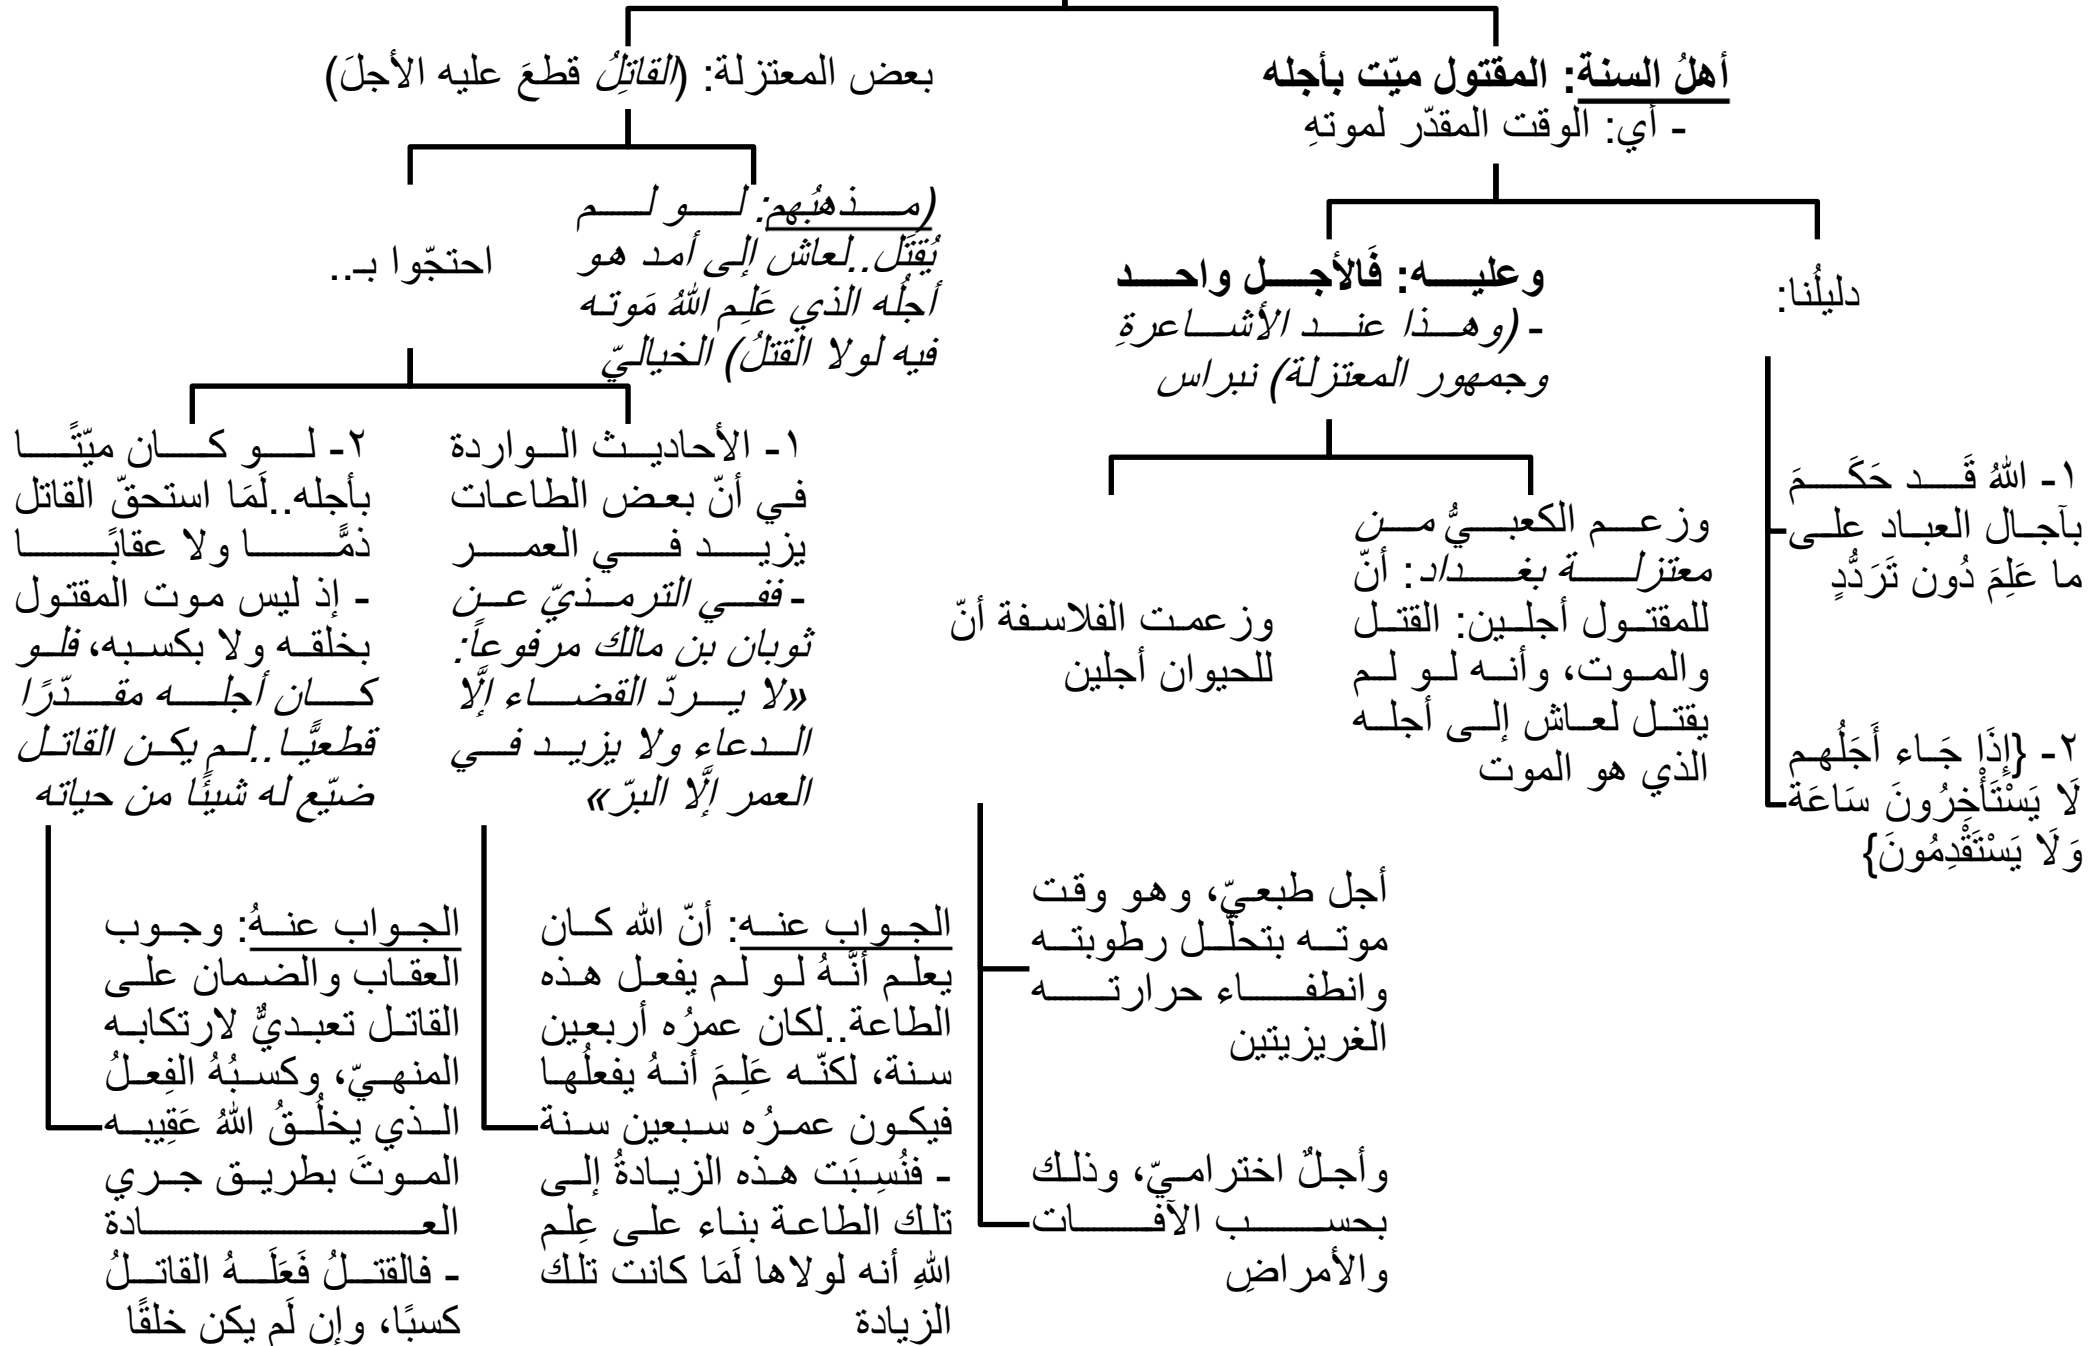 أهلُ السنة: المقتول ميّت بأجله
- أي: الوقت المقدّر لموتهِ
دليلُنا:
١- اللهُ قَد حَكَمَ
بآجال العباد على
ما عَلِمَ دُون تَرَدُّدٍ
٢- {إِذَا جَاء أَجَلُهم
لَا يَسْتَأْخِرُونَ سَاعَة
وَلَا يَسْتَقْدِمُونَ}
وعليه: فَالأجل واحد
- (وهذا عند الأشاعرةِ
وجمهور المعتزلة) نبراس
وزعم الكعبيُّ من
معتزلة بغداد: أنّ
للمقتول أجلين: القتل
والموت، وأنه لو لم
يقتل لعاش إلى أجله
الذي هو الموت
وزعمت الفلاسفة أنّ
للحيوان أجلين
أجل طبعيّ، وهو وقت
موته بتحلّل رطوبته
وانطفاء حرارته
الغريزيتين
وأجلٌ اختراميّ، وذلك
بحسب الآفات
والأمراضِ
بعض المعتزلة: (القاتِلُ قطعَ عليه الأجلَ)
(مذهبُهم: لو لم
يُقتَل..لعاش إلى أمد هو
أجلُه الذي عَلِم اللهُ مَوته
فيه لولا القتلُ) الخياليّ
احتجّوا بـ..
١- الأحاديث الواردة
في أنّ بعض الطاعات
يزيد في العمر
- ففي الترمذيّ عن
ثوبان بن مالك مرفوعاً:
«لا يردّ القضاء إلَّا
الدعاء ولا يزيد في
العمر إلَّا البرّ»
الجواب عنه: أنّ الله كان
يعلم أنَّهُ لو لم يفعل هذه
الطاعة..لكان عمرُه أربعين
سنة، لكنّه عَلِمَ أنهُ يفعلُها
فيكون عمرُه سبعين سنة
- فنُسِبَت هذه الزيادةُ إلى
تلك الطاعة بناء على عِلم
اللهِ أنه لولاها لَمَا كانت تلك
الزيادة
٢- لو كان ميّتًا
بأجله..لَمَا استحقّ القاتل
ذمًّا ولا عقابًا
- إذ ليس موت المقتول
بخلقه ولا بكسبه، فلو
كان أجله مقدّرًا
قطعيًّا..لم يكن القاتل
ضيّع له شيئًا من حياته
الجواب عنهُ: وجوب
العقاب والضمان على
القاتل تعبديٌّ لارتكابه
المنهيّ، وكسبُهُ الفِعلُ
الذي يخلُقُ اللهُ عَقِيبه
الموتَ بطريق جري
العادة
- فالقتلُ فَعَلَهُ القاتلُ
كسبًا، وإن لَم يكن خلقًا